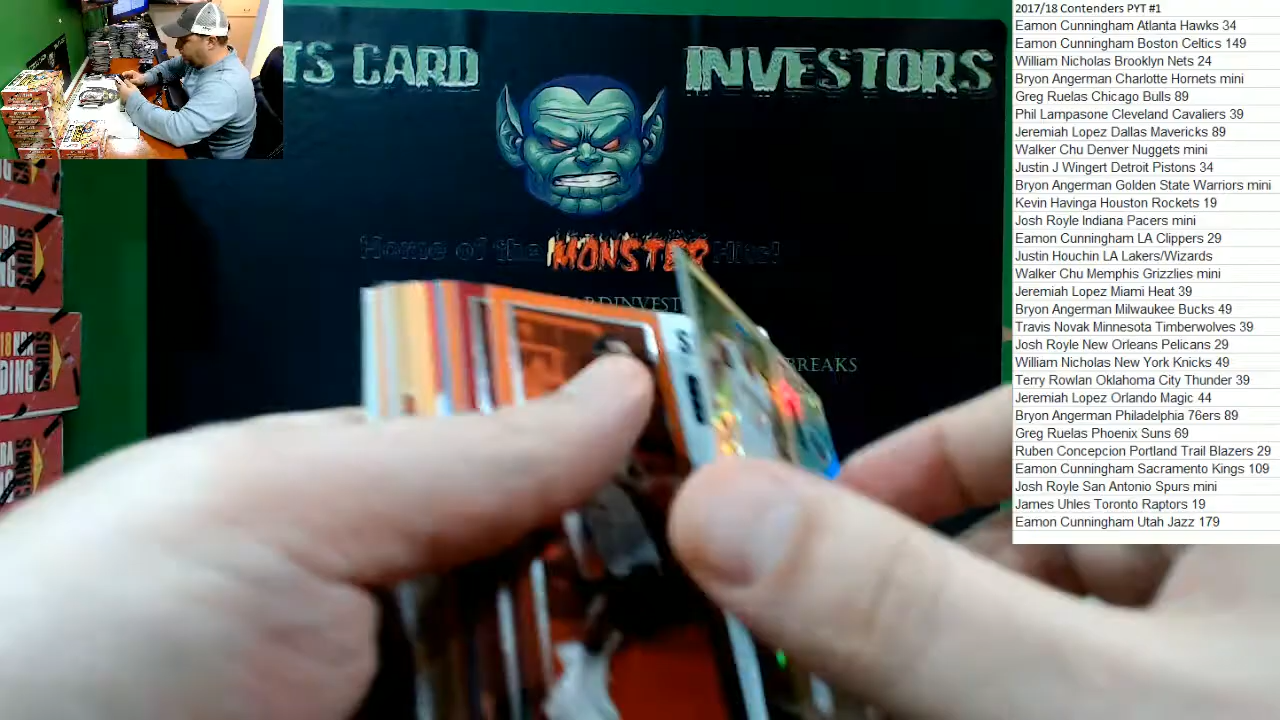 TS CARD INVESTORS
Home of the MONSTER Hits!
ARDINVEST
BREAKS
2017/18 Contenders PYT #1
Eamon Cunningham Atlanta Hawks 34
Eamon Cunningham Boston Celtics 149
William Nicholas Brooklyn Nets 24
Bryon Angerman Charlotte Hornets mini
Greg Ruelas Chicago Bulls 89
Phil Lampasone Cleveland Cavaliers 39
Jeremiah Lopez Dallas Mavericks 89
Walker Chu Denver Nuggets mini
Justin J Wingert Detroit Pistons 34
Bryon Angerman Golden State Warriors mini
Kevin Havinga Houston Rockets 19
Josh Royle Indiana Pacers mini
Eamon Cunningham LA Clippers 29
Justin Houchin LA Lakers/Wizards
Walker Chu Memphis Grizzlies mini
Jeremiah Lopez Miami Heat 39
Bryon Angerman Milwaukee Bucks 49
Travis Novak Minnesota Timberwolves 39
Josh Royle New Orleans Pelicans 29
William Nicholas New York Knicks 49
Terry Rowlan Oklahoma City Thunder 39
Jeremiah Lopez Orlando Magic 44
Bryon Angerman Philadelphia 76ers 89
Greg Ruelas Phoenix Suns 69
Ruben Concepcion Portland Trail Blazers 29
Eamon Cunningham Sacramento Kings 109
Josh Royle San Antonio Spurs mini
James Uhles Toronto Raptors 19
Eamon Cunningham Utah Jazz 179